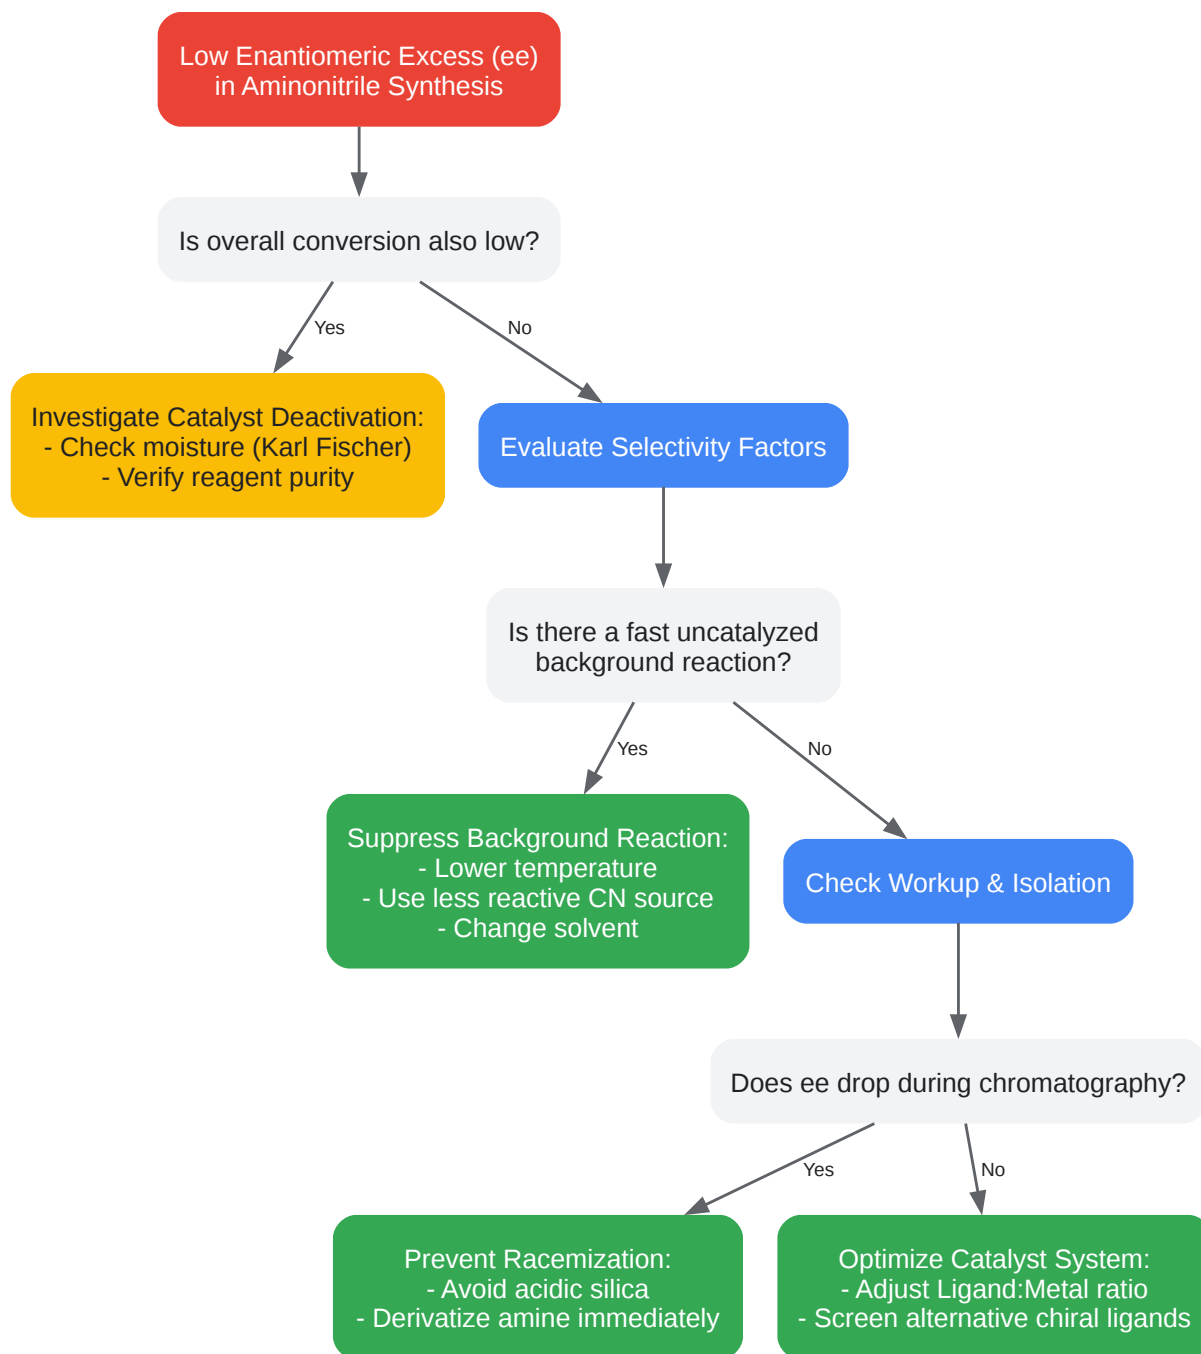 Low Enantiomeric Excess (ee)
in Aminonitrile Synthesis
Is overall conversion also low?
Yes
No
Investigate Catalyst Deactivation:
- Check moisture (Karl Fischer)
- Verify reagent purity
Evaluate Selectivity Factors
Is there a fast uncatalyzed
background reaction?
Yes
No
Suppress Background Reaction:
- Lower temperature
- Use less reactive CN source
- Change solvent
Check Workup & Isolation
Does ee drop during chromatography?
Yes
No
Prevent Racemization:
- Avoid acidic silica
- Derivatize amine immediately
Optimize Catalyst System:
- Adjust Ligand:Metal ratio
- Screen alternative chiral ligands